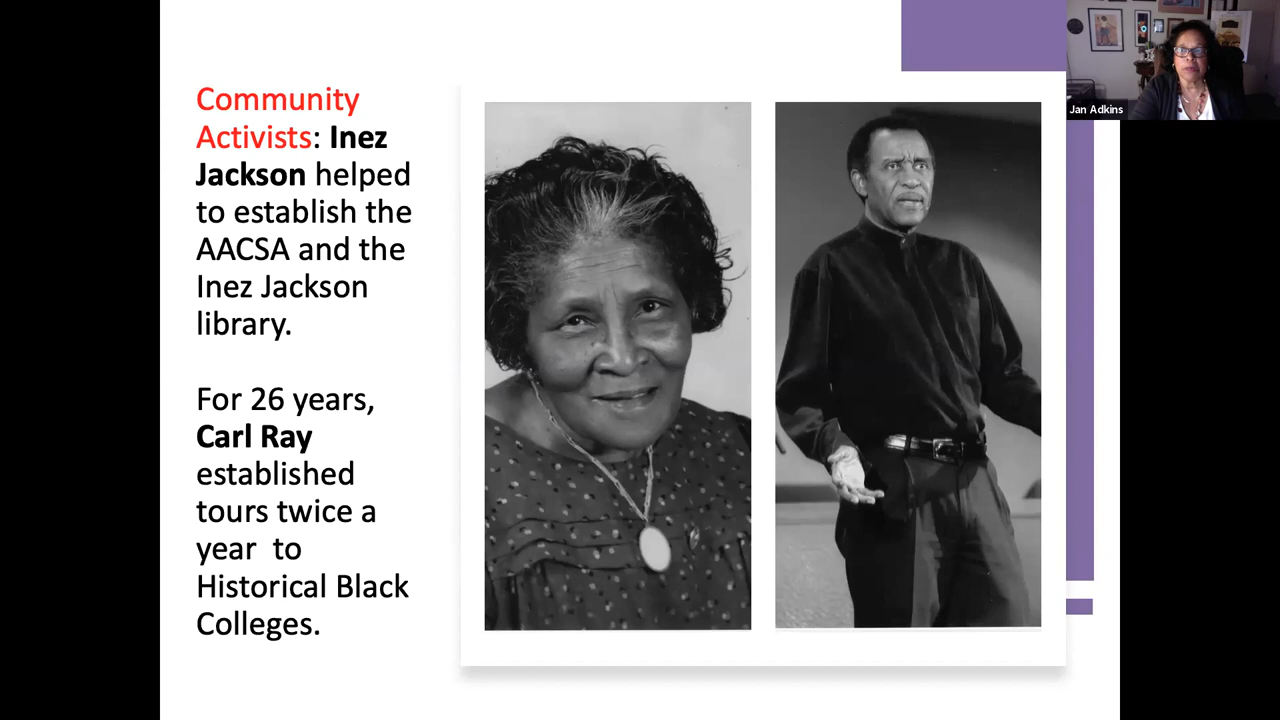 Community
Activists: Inez
Jackson helped
to establish the
AACSA and the
Inez Jackson
library.
For 26 years,
Carl Ray
established
tours twice a
year  to
Historical Black
Colleges.
Jan Adkins